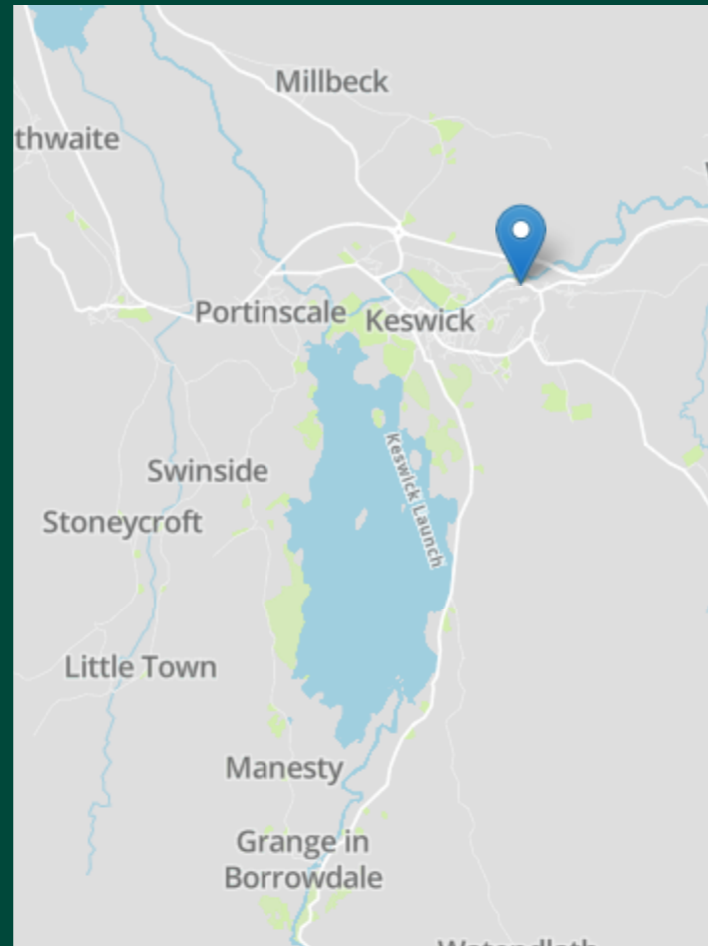 Millbeck
thwaite
Portinscale
Keswick
Keswick Launch
Swinside
Stoneycroft
Little Town
Manesty
Grange in
Borrowdale